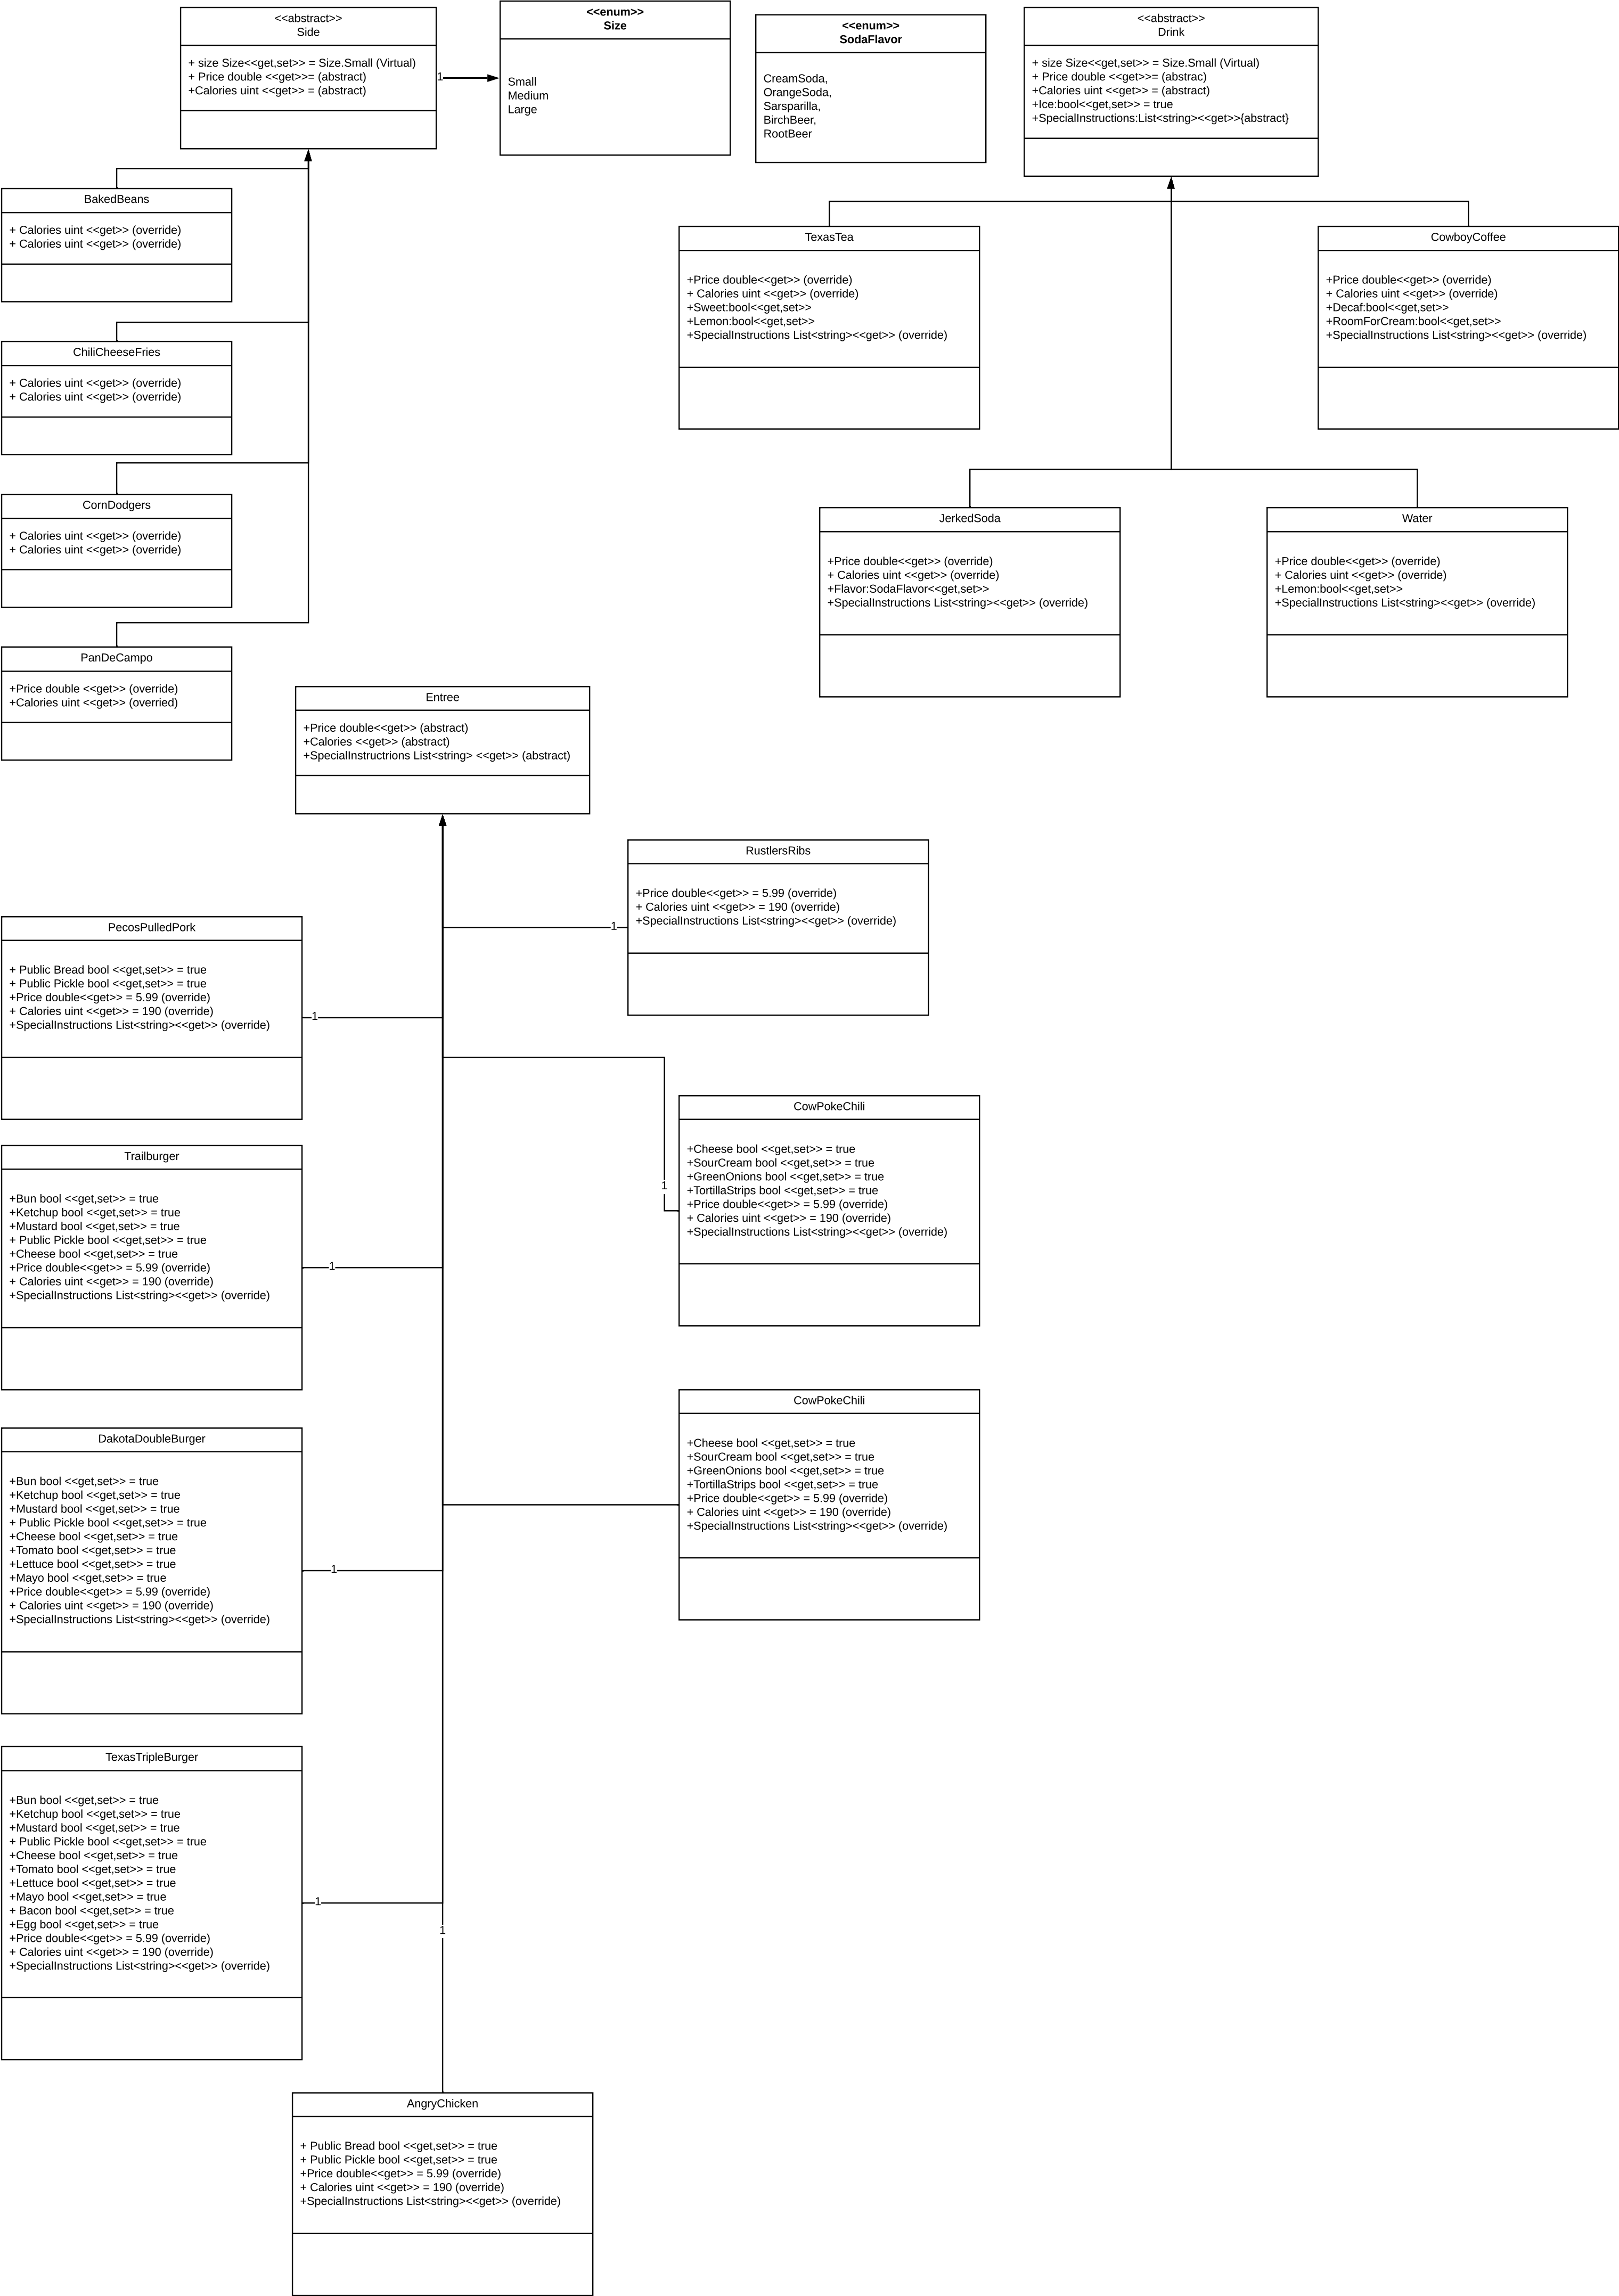 <<abstract>>
Side
+ size Size<<get,set>> = Size.Small (Virtual)
+ Price double <<get>>= (abstract)
+Calories uint <<get>> = (abstract)
1
<<enum>>
Size
Small
Medium
Large
<<enum>>
SodaFlavor
CreamSoda,
OrangeSoda,
Sarsparilla,
BirchBeer,
RootBeer
<<abstract>>
Drink
+ size Size<<get,set>> = Size.Small (Virtual)
+ Price double <<get>>= (abstrac)
+Calories uint <<get>> = (abstract)
+Ice:bool<<get,set>> = true
+SpecialInstructions:List<string><<get>>{abstract}
BakedBeans
+ Calories uint <<get>> (override)
+ Calories uint <<get>> (override)
ChiliCheeseFries
+ Calories uint <<get>> (override)
+ Calories uint <<get>> (override)
CornDodgers
+ Calories uint <<get>> (override)
+ Calories uint <<get>> (override)
PanDeCampo
+Price double <<get>> (override)
+Calories uint <<get>> (overried)
TexasTea
+Price double<<get>> (override)
+ Calories uint <<get>> (override)
+Sweet:bool<<get,set>>
+Lemon:bool<<get,set>>
+SpecialInstructions List<string><<get>> (override)
CowboyCoffee
+Price double<<get>> (override)
+ Calories uint <<get>> (override)
+Decaf:bool<<get,set>>
+RoomForCream:bool<<get,set>>
+SpecialInstructions List<string><<get>> (override)
JerkedSoda
+Price double<<get>> (override)
+ Calories uint <<get>> (override)
+Flavor:SodaFlavor<<get,set>>
+SpecialInstructions List<string><<get>> (override)
Water
+Price double<<get>> (override)
+ Calories uint <<get>> (override)
+Lemon:bool<<get,set>>
+SpecialInstructions List<string><<get>> (override)
Entree
+Price double<<get>> (abstract)
+Calories <<get>> (abstract)
+SpecialInstructrions List<string> <<get>> (abstract)
RustlersRibs
+Price double<<get>> = 5.99 (override)
+ Calories uint <<get>> = 190 (override)
+SpecialInstructions List<string><<get>> (override)
1
PecosPulledPork
+ Public Bread bool <<get,set>> = true
+ Public Pickle bool <<get,set>> = true
+Price double<<get>> = 5.99 (override)
+ Calories uint <<get>> = 190 (override)
+SpecialInstructions List<string><<get>> (override)
1
CowPokeChili
+Cheese bool <<get,set>> = true
+SourCream bool <<get,set>> = true
+GreenOnions bool <<get,set>> = true
+TortillaStrips bool <<get,set>> = true
+Price double<<get>> = 5.99 (override)
+ Calories uint <<get>> = 190 (override)
+SpecialInstructions List<string><<get>> (override)
1
Trailburger
+Bun bool <<get,set>> = true
+Ketchup bool <<get,set>> = true
+Mustard bool <<get,set>> = true
+ Public Pickle bool <<get,set>> = true
+Cheese bool <<get,set>> = true
+Price double<<get>> = 5.99 (override)
+ Calories uint <<get>> = 190 (override)
+SpecialInstructions List<string><<get>> (override)
1
CowPokeChili
+Cheese bool <<get,set>> = true
+SourCream bool <<get,set>> = true
+GreenOnions bool <<get,set>> = true
+TortillaStrips bool <<get,set>> = true
+Price double<<get>> = 5.99 (override)
+ Calories uint <<get>> = 190 (override)
+SpecialInstructions List<string><<get>> (override)
DakotaDoubleBurger
+Bun bool <<get,set>> = true
+Ketchup bool <<get,set>> = true
+Mustard bool <<get,set>> = true
+ Public Pickle bool <<get,set>> = true
+Cheese bool <<get,set>> = true
+Tomato bool <<get,set>> = true
+Lettuce bool <<get,set>> = true
+Mayo bool <<get,set>> = true
+Price double<<get>> = 5.99 (override)
+ Calories uint <<get>> = 190 (override)
+SpecialInstructions List<string><<get>> (override)
1
TexasTripleBurger
+Bun bool <<get,set>> = true
+Ketchup bool <<get,set>> = true
+Mustard bool <<get,set>> = true
+ Public Pickle bool <<get,set>> = true
+Cheese bool <<get,set>> = true
+Tomato bool <<get,set>> = true
+Lettuce bool <<get,set>> = true
+Mayo bool <<get,set>> = true
+ Bacon bool <<get,set>> = true
+Egg bool <<get,set>> = true
+Price double<<get>> = 5.99 (override)
+ Calories uint <<get>> = 190 (override)
+SpecialInstructions List<string><<get>> (override)
1
1
AngryChicken
+ Public Bread bool <<get,set>> = true
+ Public Pickle bool <<get,set>> = true
+Price double<<get>> = 5.99 (override)
+ Calories uint <<get>> = 190 (override)
+SpecialInstructions List<string><<get>> (override)